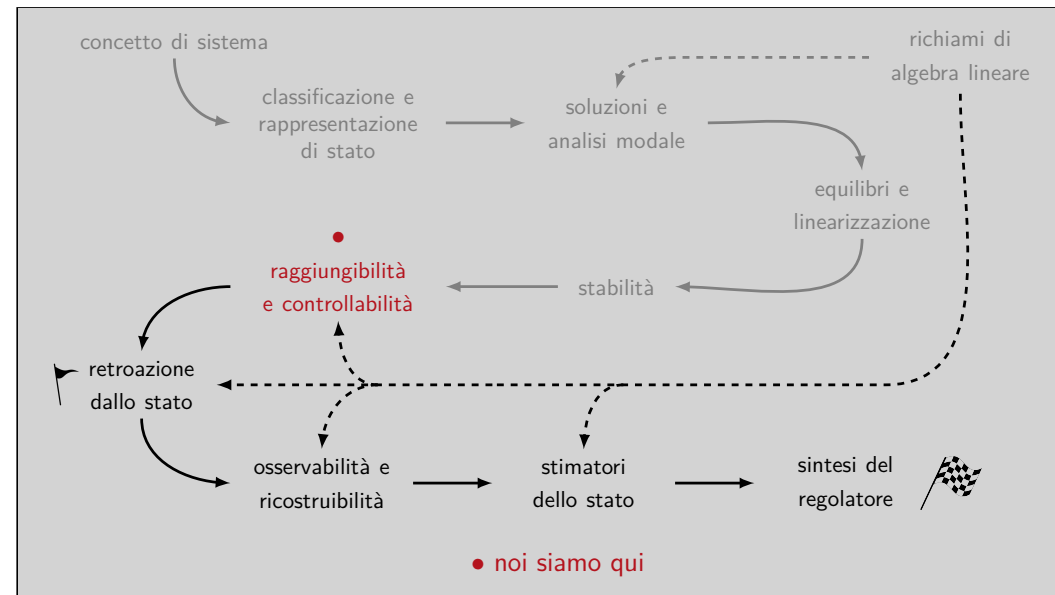 concetto di sistema
richiami di
algebra lineare
classificazione e
rappresentazione
di stato
soluzioni e
analisi modale
equilibri e
linearizzazione
stabilità
raggiungibilità
e controllabilità
retroazione
dallo stato
osservabilità e
ricostruibilità
stimatori
dello stato
sintesi del
regolatore
noi siamo qui